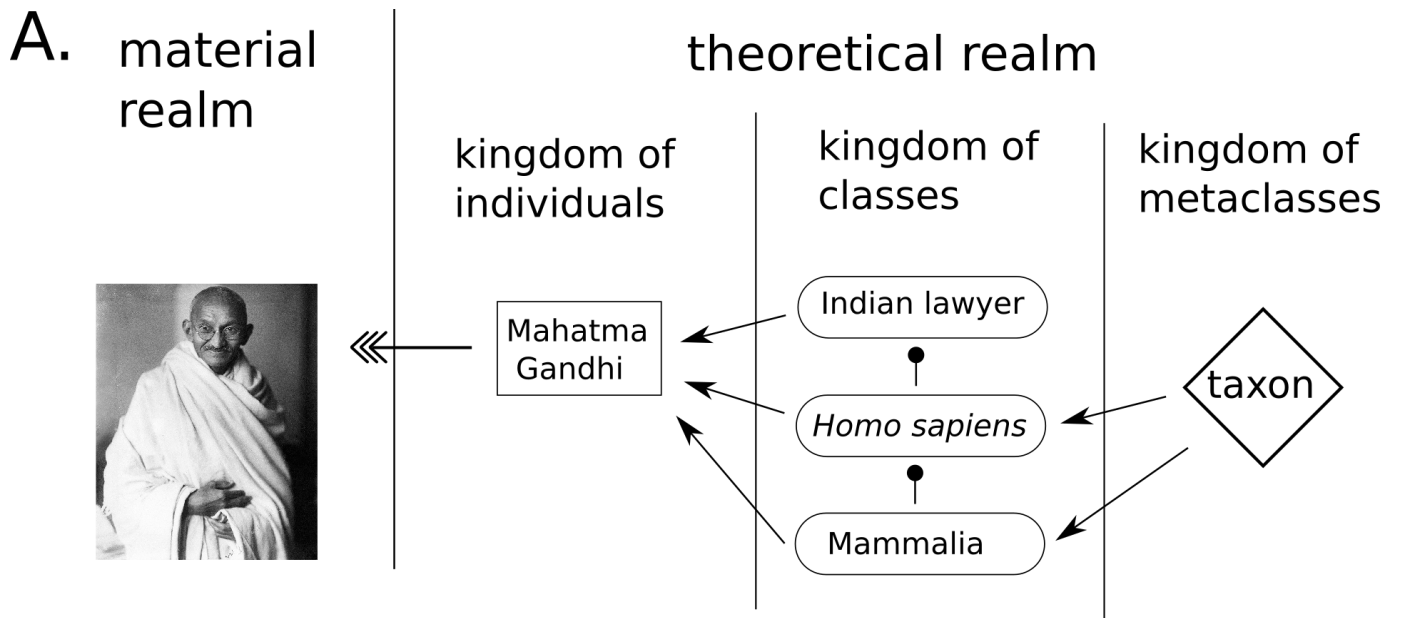 A.
material
realm
theoretical realm
kingdom of
individuals
kingdom of
classes
kingdom of
metaclasses
Mahatma
Gandhi
Indian lawyer
Homo sapiens
Mammalia
taxon